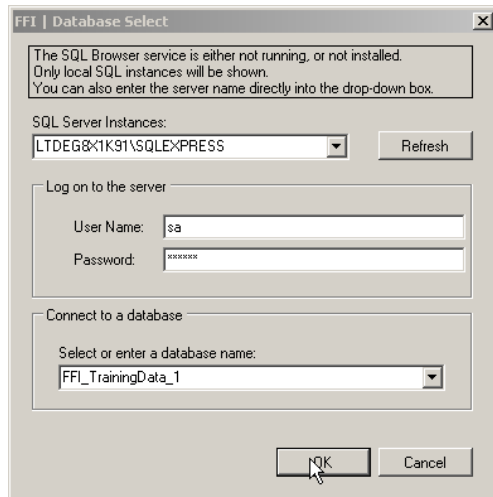 FFI | Database Select
The SQL Browser service is either not running, or not installed.
Only local SQL instances will be shown.
You can also enter the server name directly into the drop-down box.
SQL Server Instances:
LTDEG8X1K91\SQLEXPRESS
Refresh
Log on to the server
User Name: sa
Password: ××××××
Connect to a database
Select or enter a database name:
FFI_TrainingData_1
OK Cancel